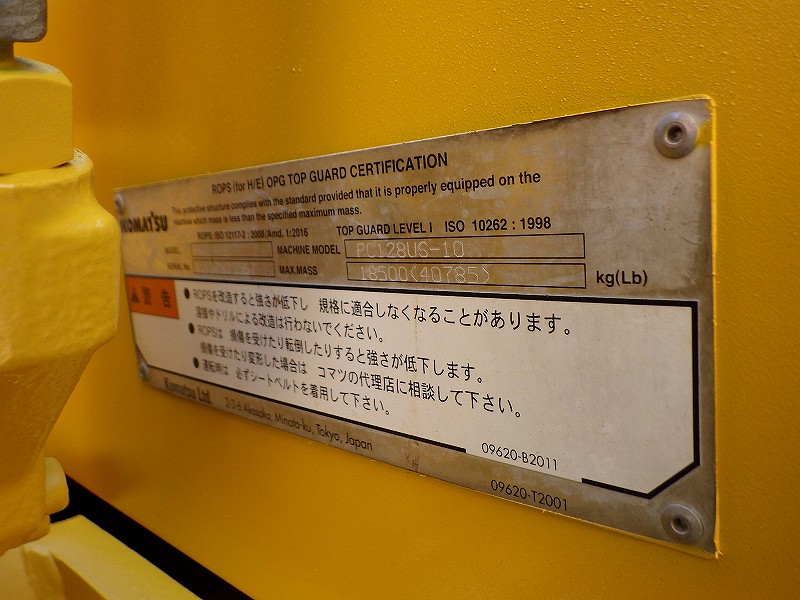 ROPS (for H/E) OPG TOP GUARD CERTIFICATION
This protective structure complies with the standard provided that it is properly equipped on the
machine which mass is less than the specified maximum mass.
KOMATSU
ROPS: ISO 12117-2 : 2008/Amd. 1:2016 TOP GUARD LEVEL I ISO 10262 : 1998
MODEL MACHINE MODEL PC128US-10
SERIAL No. MAX.MASS 18500(40785) kg(Lb)
警告
● ROPSを改造すると強さが低下し 規格に適合しなくなることがあります。
溶接やドリルによる改造は行わないでください。
● ROPSは 損傷を受けたり転倒したりすると強さが低下します。
損傷を受けたり変形した場合は コマツの代理店に相談して下さい。
● 運転時は 必ずシートベルトを着用して下さい。
Komatsu Ltd.
2-3-6 Akasaka, Minato-ku, Tokyo, Japan
09620-B2011
09620-T2001